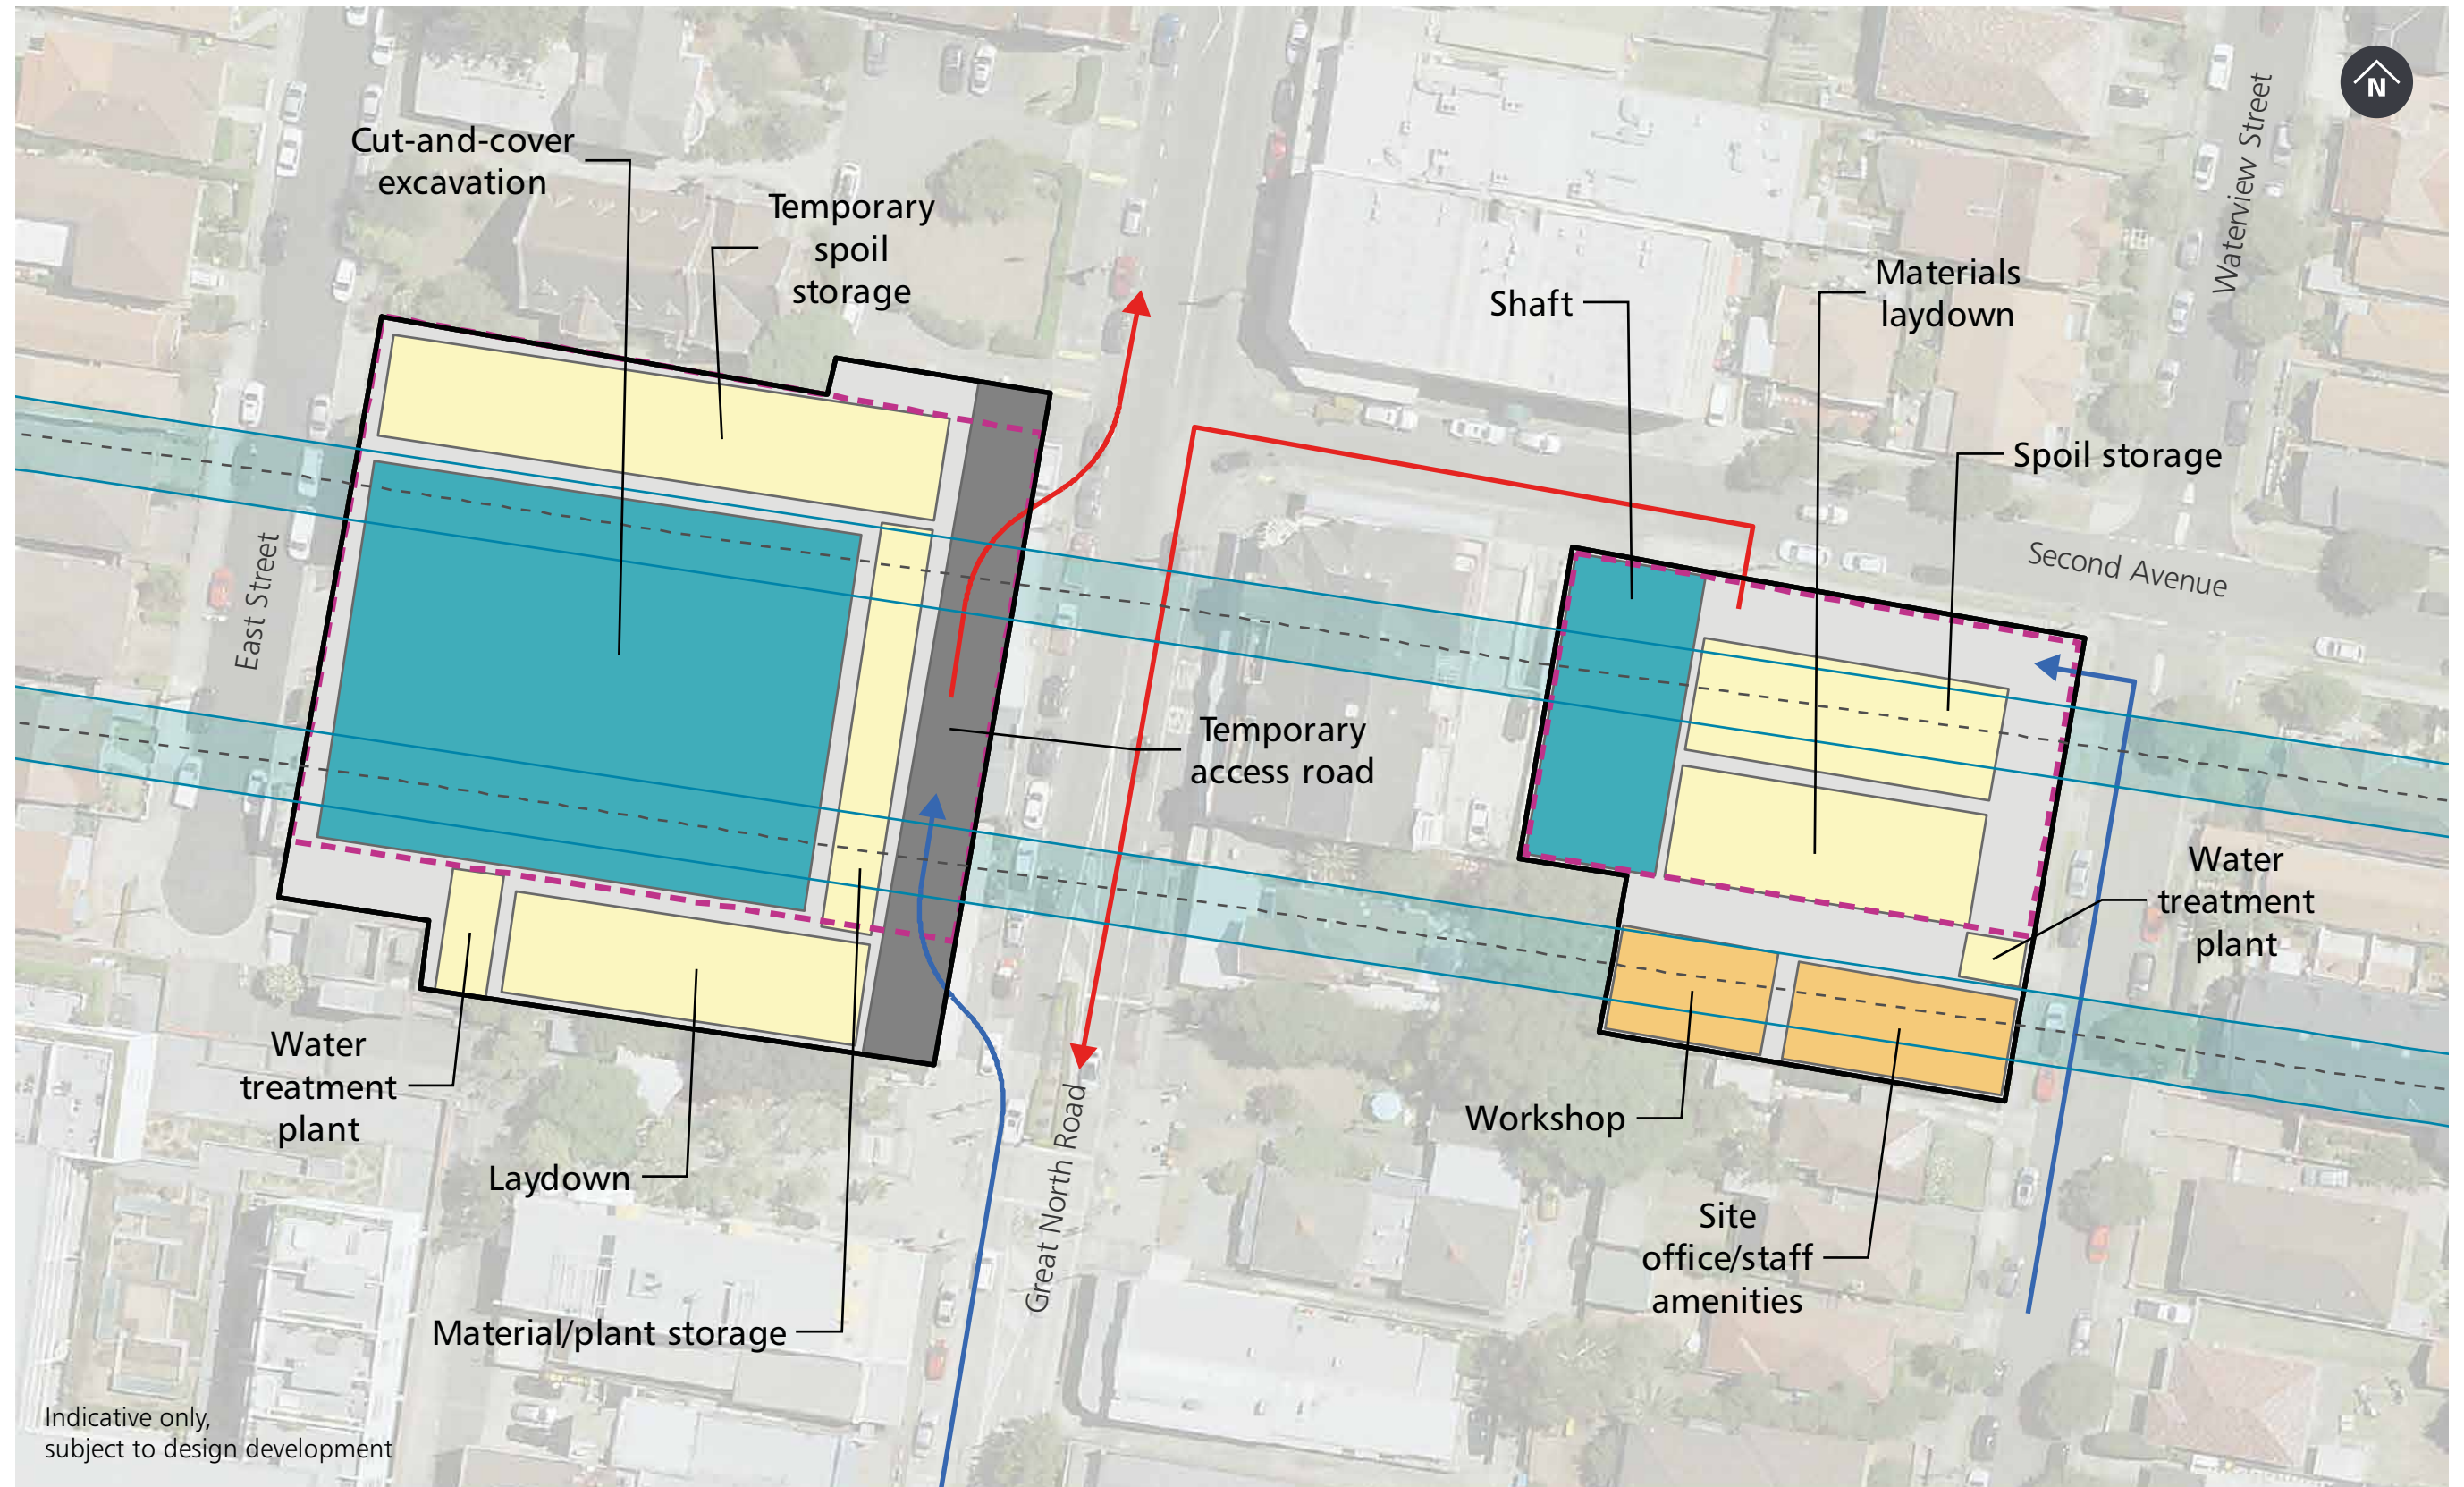 N
Waterview Street
Cut-and-cover
excavation
Temporary
spoil
storage
Materials
laydown
Shaft
Spoil storage
Second Avenue
East Street
Temporary
access road
Water
treatment
plant
Water
treatment
plant
Workshop
Laydown
Great North Road
Site
office/staff
amenities
Material/plant storage
Indicative only,
subject to design development